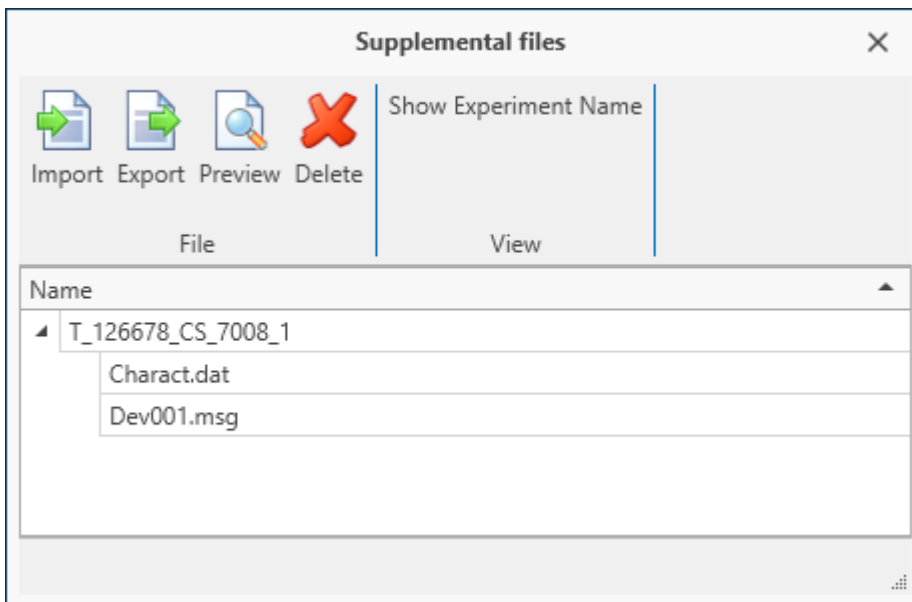 Supplemental files
Import Export Preview Delete
Show Experiment Name
File
View
Name
T_126678_CS_7008_1
Charact.dat
Dev001.msg